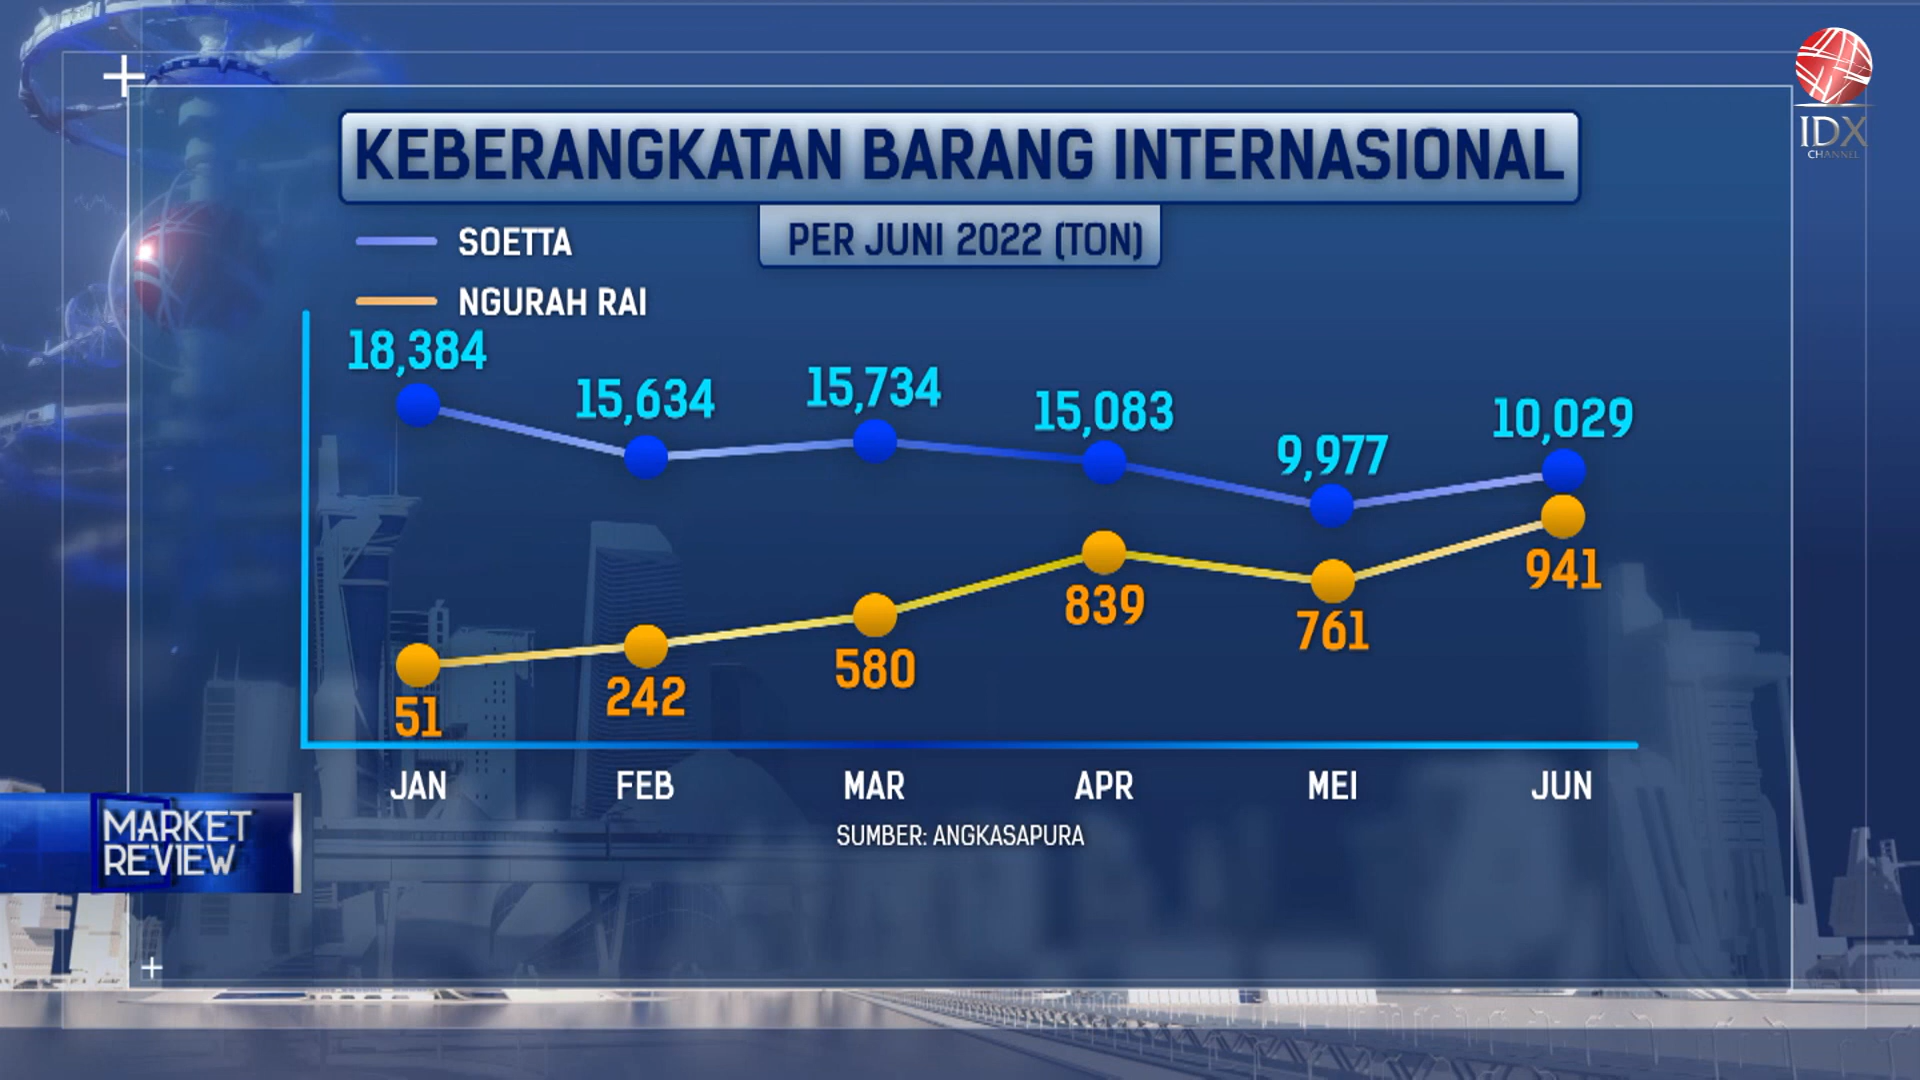 IDX
CHANNEL
KEBERANGKATAN BARANG INTERNASIONAL
PER JUNI 2022 (TON)
SOETTA
NGURAH RAI
18,384
15,634
15,734
15,083
9,977
10,029
51
242
580
839
761
941
JAN FEB MAR APR MEI JUN
SUMBER: ANGKASAPURA
MARKET
REVIEW